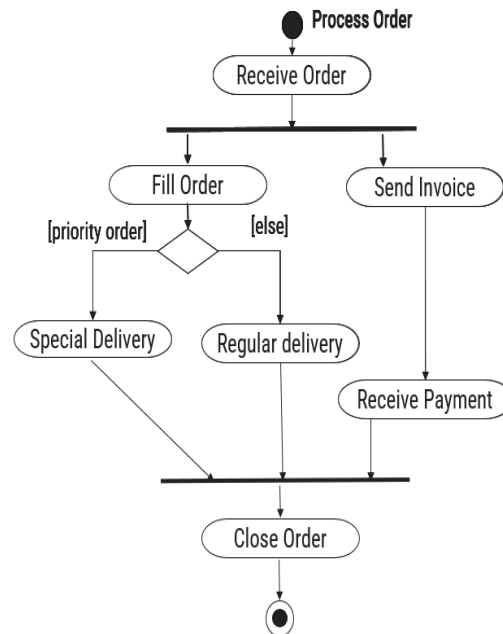 Process Order
Receive Order
Fill Order
Send Invoice
[priority order]
[else]
Special Delivery
Regular delivery
Receive Payment
Close Order